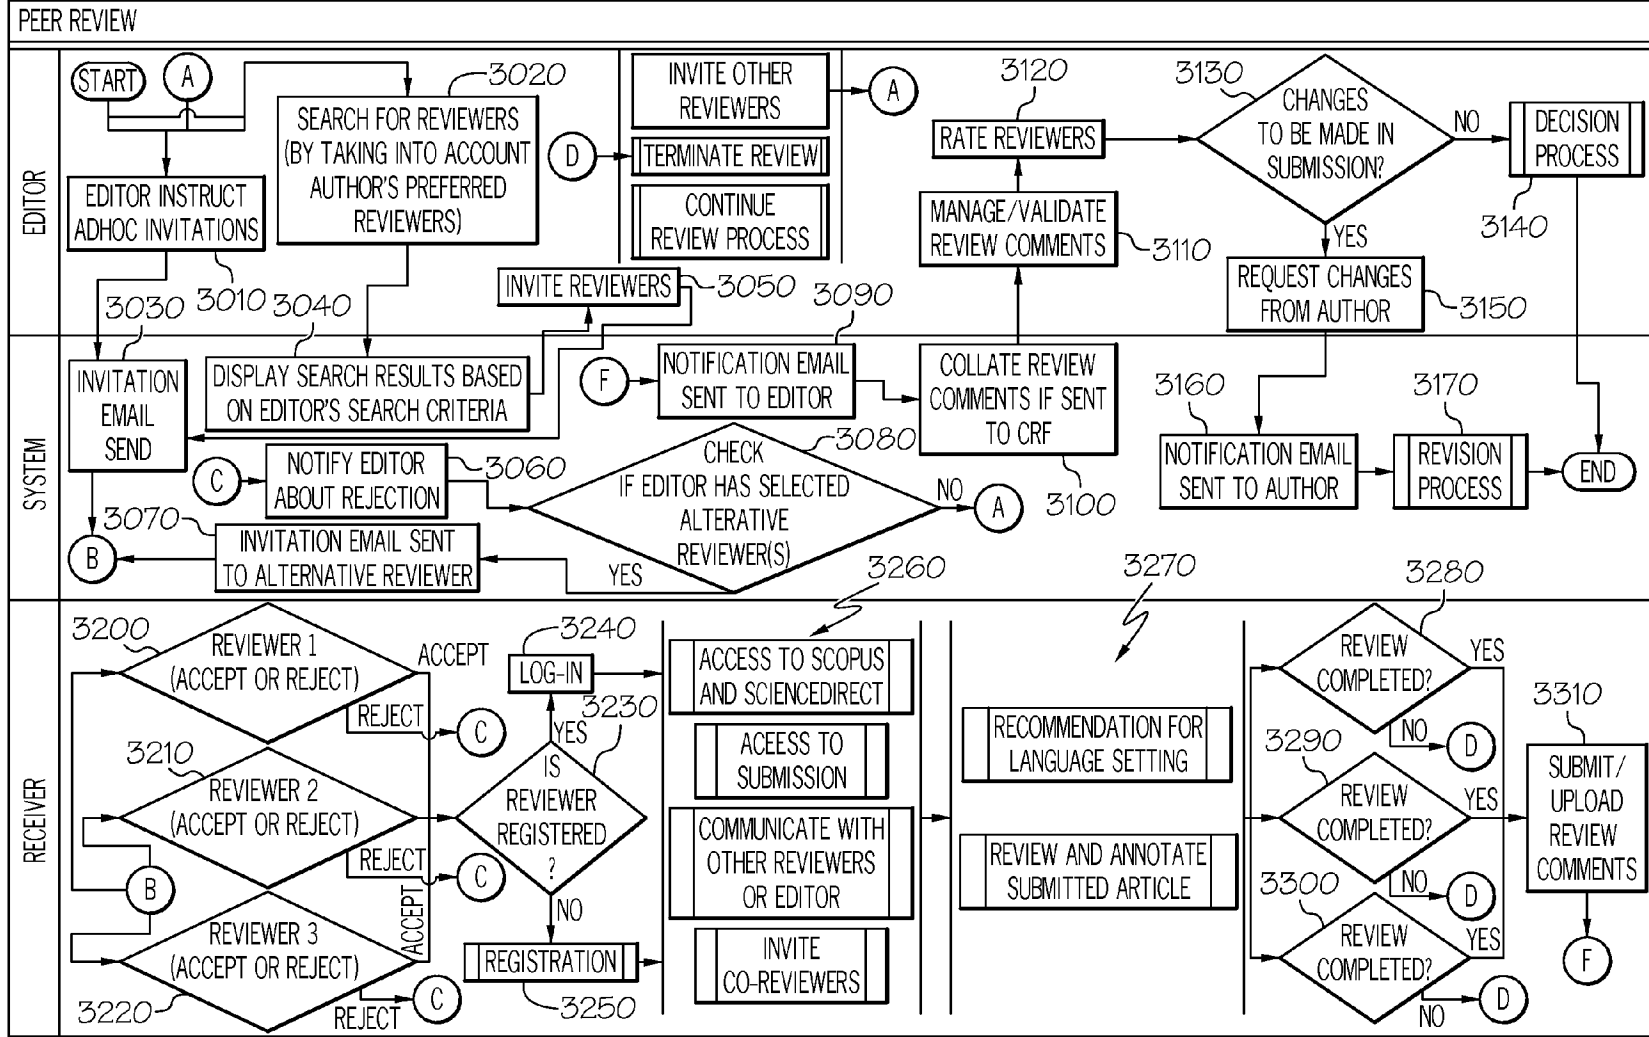 PEER REVIEW
EDITOR
START
A
3020
SEARCH FOR REVIEWERS
(BY TAKING INTO ACCOUNT
AUTHOR'S PREFERRED
REVIEWERS)
EDITOR INSTRUCT
ADHOC INVITATIONS
3010
INVITE OTHER
REVIEWERS
A
D
TERMINATE REVIEW
CONTINUE
REVIEW PROCESS
INVITE REVIEWERS
3050
3120
RATE REVIEWERS
MANAGE/VALIDATE
REVIEW COMMENTS
3110
3130
CHANGES
TO BE MADE IN
SUBMISSION?
NO
YES
DECISION
PROCESS
3140
REQUEST CHANGES
FROM AUTHOR
3150
SYSTEM
3030
INVITATION
EMAIL
SEND
3040
DISPLAY SEARCH RESULTS BASED
ON EDITOR'S SEARCH CRITERIA
F
3090
NOTIFICATION EMAIL
SENT TO EDITOR
COLLATE REVIEW
COMMENTS IF SENT
TO CRF
3100
C
NOTIFY EDITOR
ABOUT REJECTION
3060
3080
CHECK
IF EDITOR HAS SELECTED
ALTERATIVE
REVIEWER(S)
NO
A
YES
3070
INVITATION EMAIL SENT
TO ALTERNATIVE REVIEWER
B
3160
NOTIFICATION EMAIL
SENT TO AUTHOR
3170
REVISION
PROCESS
END
RECEIVER
3200
REVIEWER 1
(ACCEPT OR REJECT)
ACCEPT
REJECT
C
3210
REVIEWER 2
(ACCEPT OR REJECT)
REJECT
C
B
REVIEWER 3
(ACCEPT OR REJECT)
3220
ACCEPT
REJECT
C
3240
LOG-IN
YES
3230
IS
REVIEWER
REGISTERED
?
NO
REGISTRATION
3250
3260
ACCESS TO SCOPUS
AND SCIENCEDIRECT
ACEESS TO
SUBMISSION
COMMUNICATE WITH
OTHER REVIEWERS
OR EDITOR
INVITE
CO-REVIEWERS
3270
RECOMMENDATION FOR
LANGUAGE SETTING
REVIEW AND ANNOTATE
SUBMITTED ARTICLE
3280
REVIEW
COMPLETED?
YES
NO
D
3290
REVIEW
COMPLETED?
YES
NO
D
3300
REVIEW
COMPLETED?
YES
NO
D
3310
SUBMIT/
UPLOAD
REVIEW
COMMENTS
F